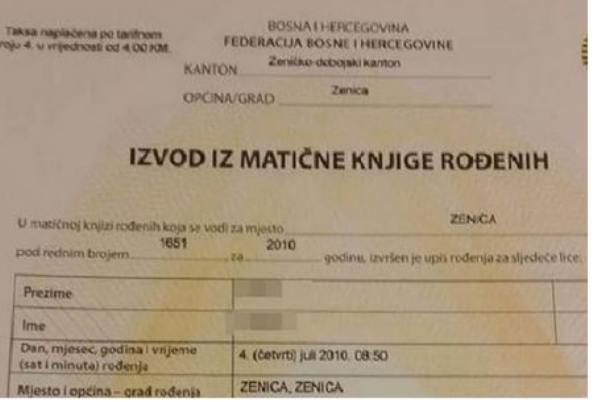 Taksa naplaćena po tarifnom
BOSNA I HERCEGOVINA
roju 4. u vrijednosti od 4,00 KM.
FEDERACIJA BOSNE I HERCEGOVINE
KANTON Zeničko-dobojski kanton
OPĆINA/GRAD Zenica
IZVOD IZ MATIČNE KNJIGE ROĐENIH
U matičnoj knjizi rođenih koja se vodi za mjesto ZENICA
pod rednim brojem 1651, za 2010 godinu, izvršen je upis rođenja za sljedeće lice:
Prezime
Ime
Dan, mjesec, godina i vrijeme
(sat i minuta) rođenja
4. (četvrti) juli 2010. 08:50
Mjesto i općina – grad rođenja ZENICA, ZENICA